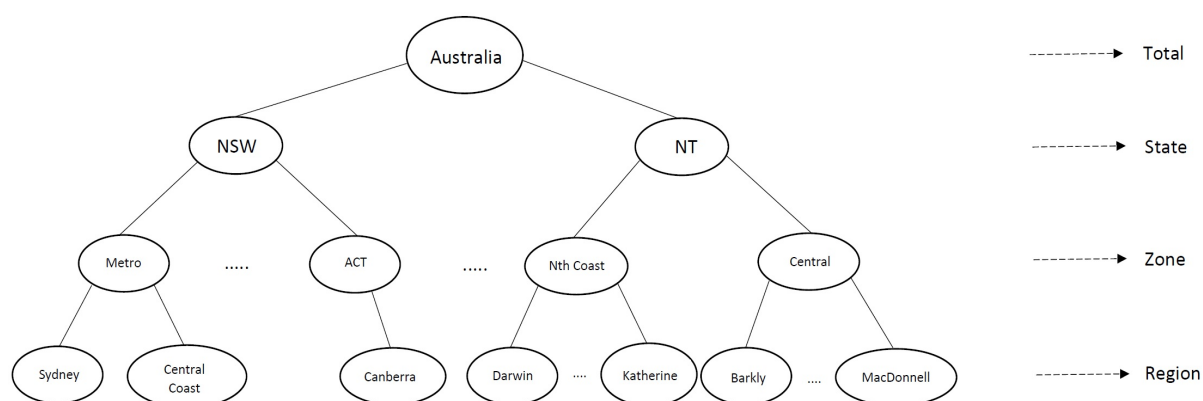 Australia
Total
NSW
NT
State
Metro
.....
ACT
.....
Nth Coast
Central
Zone
Sydney
Central
Coast
Canberra
Darwin
....
Katherine
Barkly
....
MacDonnell
Region